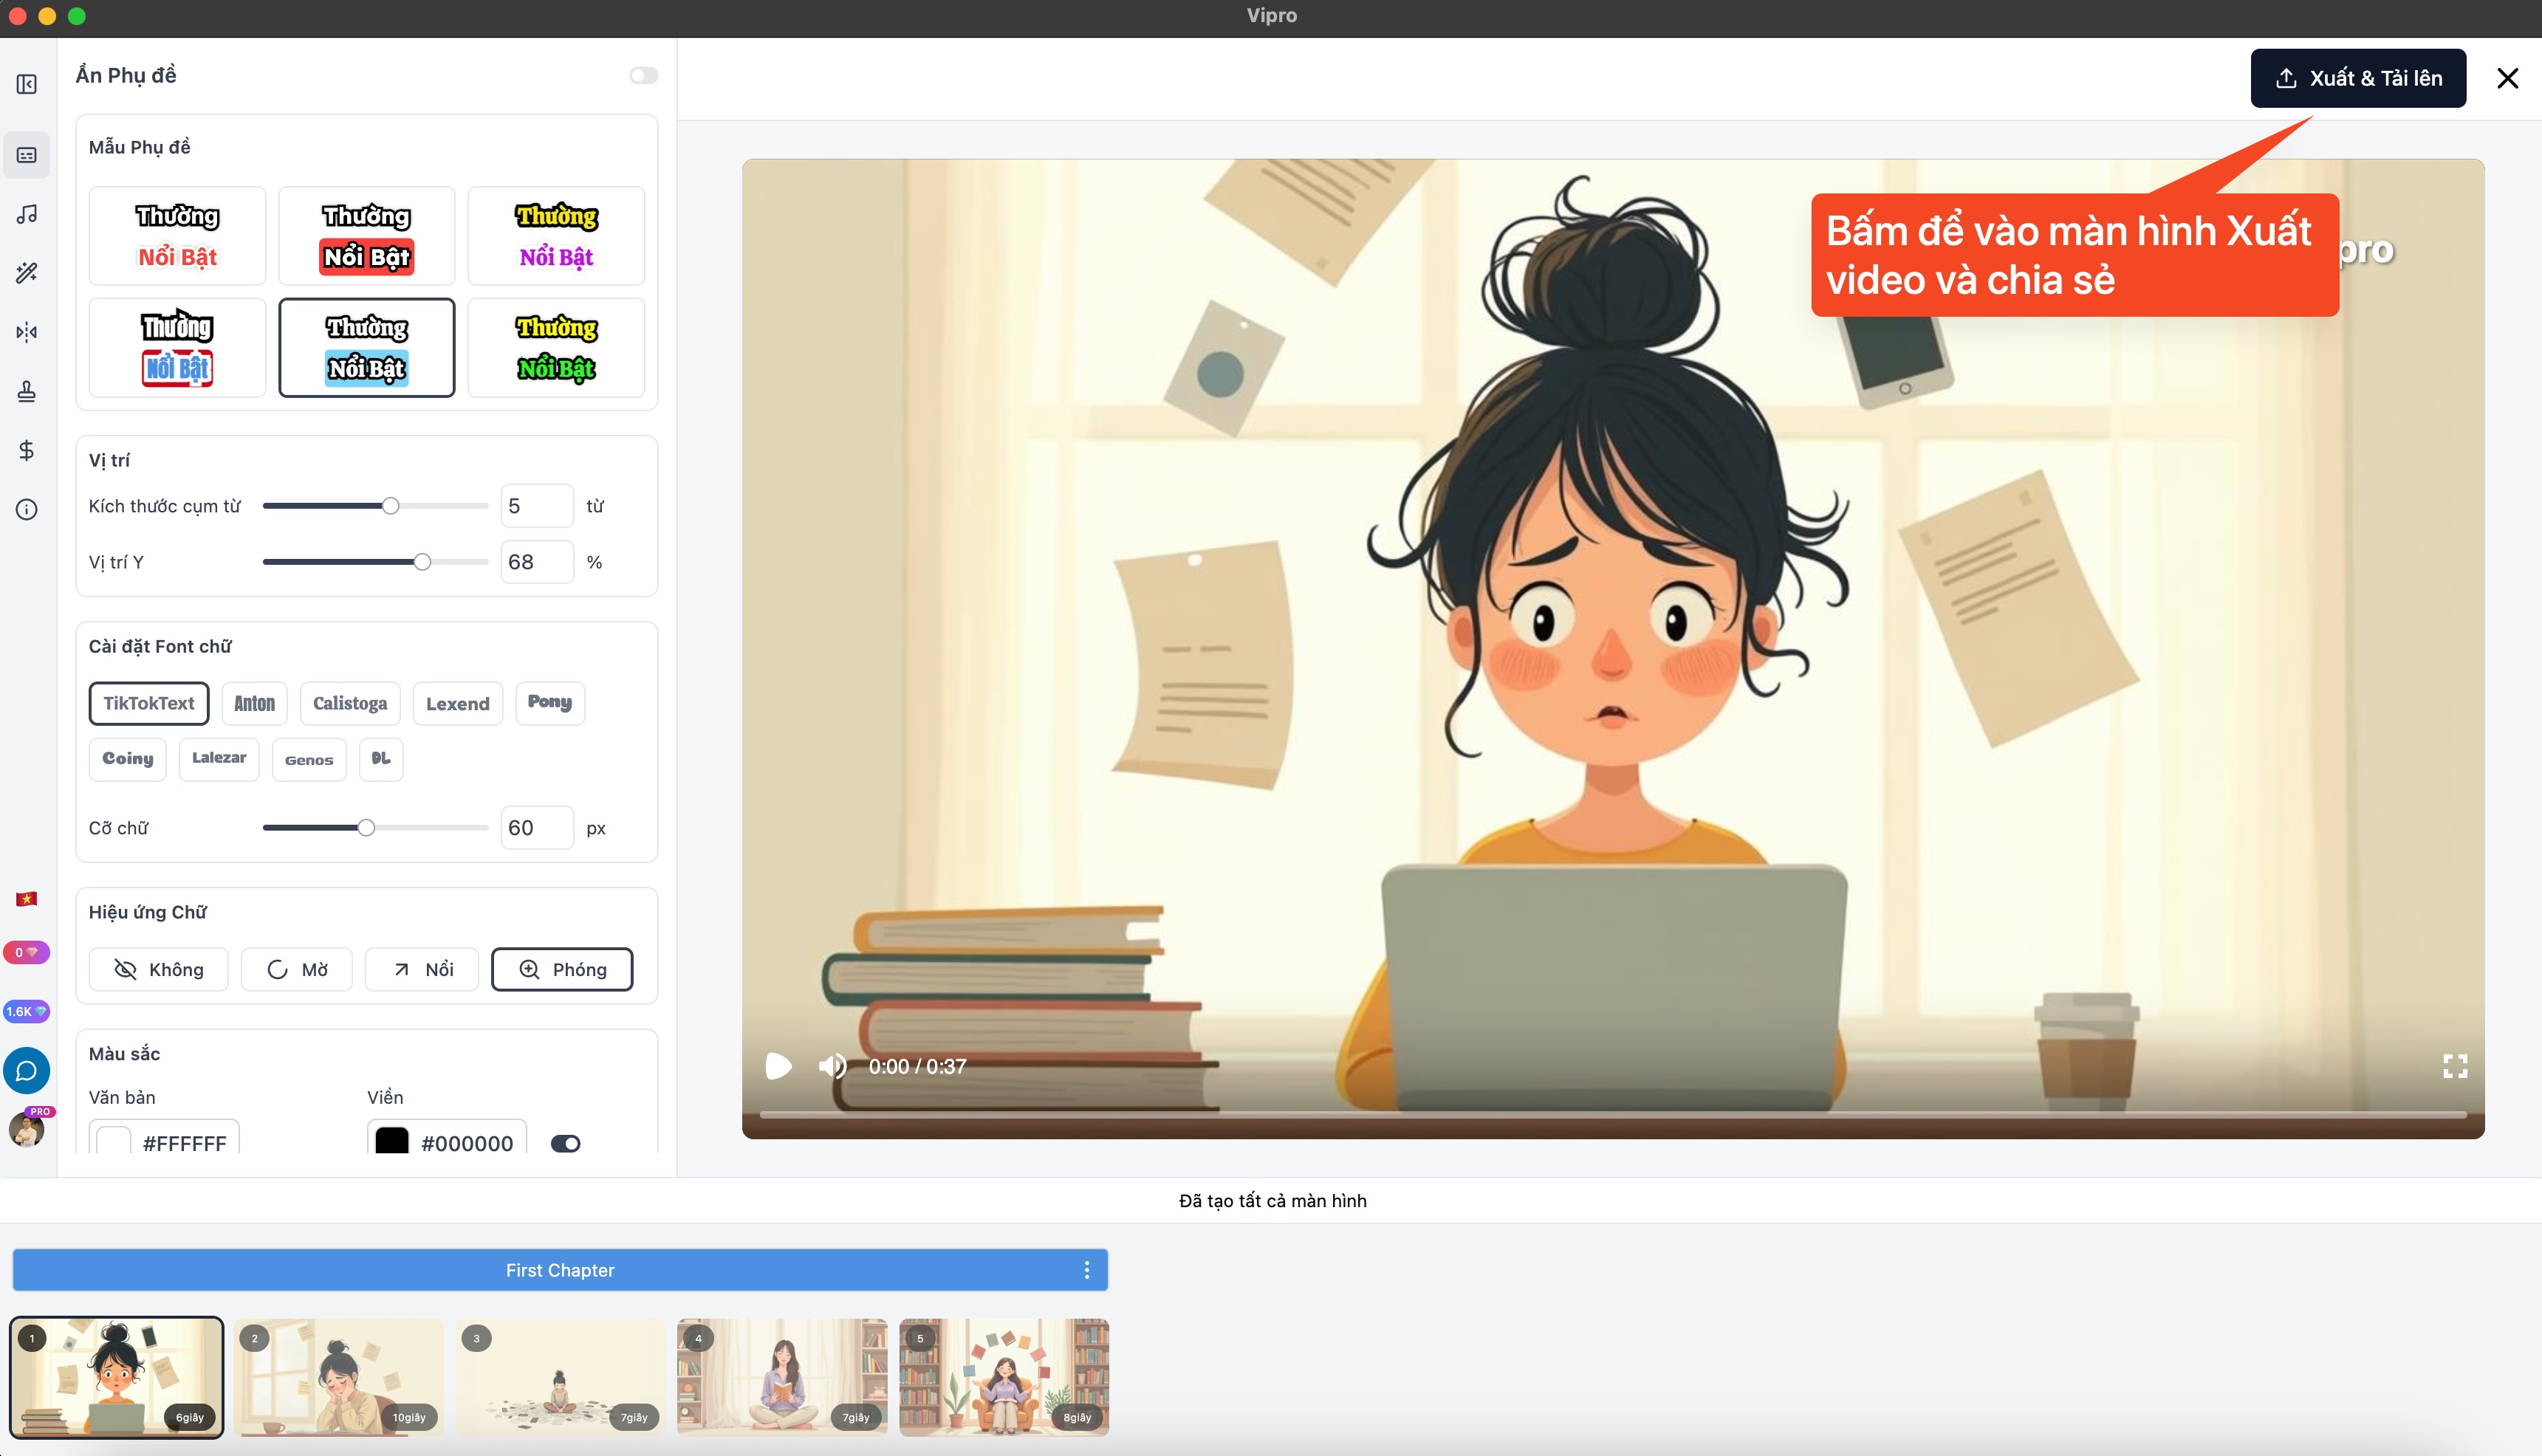 Vipro
Ẩn Phụ đề
Xuất & Tải lên
Mẫu Phụ đề
Thường
Nổi Bật
Thường
Nổi Bật
Thường
Nổi Bật
Thường
Nổi Bật
Thường
Nổi Bật
Thường
Nổi Bật
Bấm để vào màn hình Xuất
video và chia sẻ
pro
Vị trí
Kích thước cụm từ 5 từ
Vị trí Y 68 %
Cài đặt Font chữ
TikTokText Anton Calistoga Lexend Pony
Coiny Lalezar Genos DL
Cỡ chữ 60 px
Hiệu ứng Chữ
Không Mờ Nổi Phóng
Màu sắc
Văn bản Viền
#FFFFFF #000000
0
1.6K
PRO
0:00 / 0:37
Đã tạo tất cả màn hình
First Chapter
1 2 3 4 5
6giây 10giây 7giây 7giây 8giây